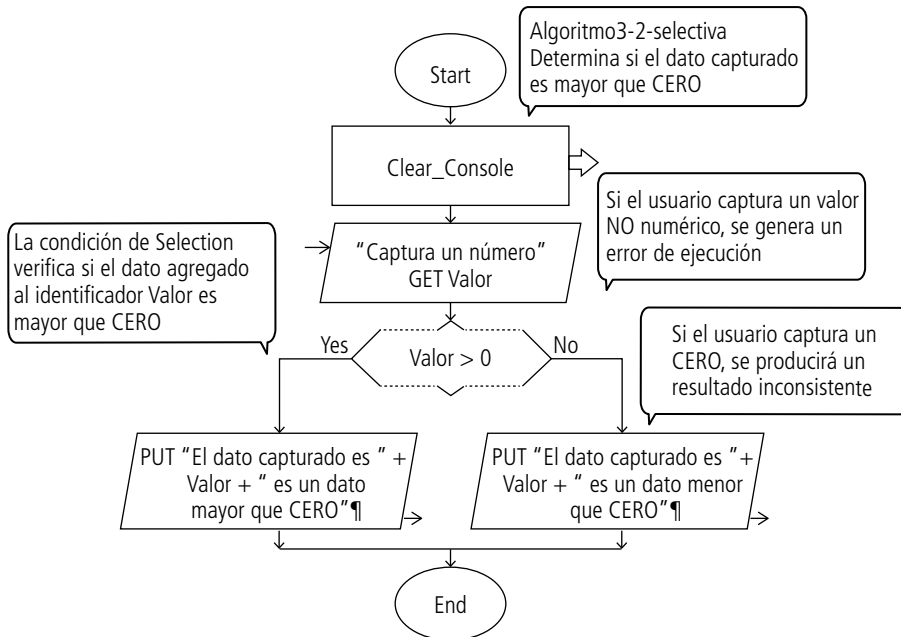 Algoritmo3-2-selectiva
Determina si el dato capturado
es mayor que CERO
Start
Clear_Console
Si el usuario captura un valor
NO numérico, se genera un
error de ejecución
La condición de Selection
verifica si el dato agregado
al identificador Valor es
mayor que CERO
“Captura un número”
GET Valor
Si el usuario captura un
CERO, se producirá un
resultado inconsistente
Yes
Valor > 0
No
PUT “El dato capturado es ” +
Valor + “ es un dato
mayor que CERO”¶
PUT “El dato capturado es ”+
Valor + “ es un dato menor
que CERO”¶
End